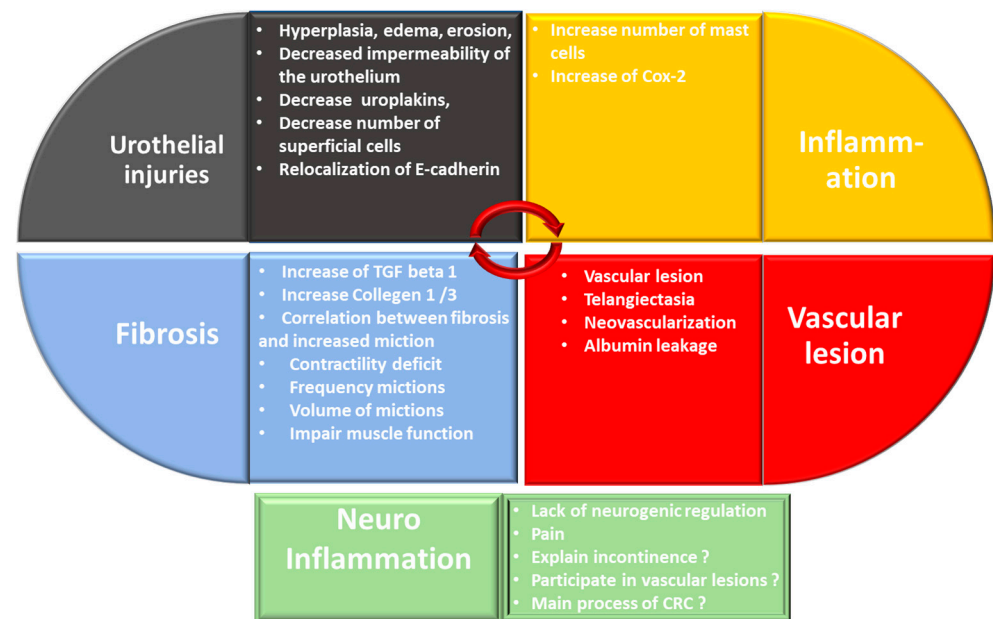 Urothelial
injuries
• Hyperplasia, edema, erosion,
• Decreased impermeability of
the urothelium
• Decrease uroplakins,
• Decrease number of
superficial cells
• Relocalization of E-cadherin
• Increase number of mast
cells
• Increase of Cox-2
Inflamm-
ation
Fibrosis
• Increase of TGF beta 1
• Increase Collegen 1 /3
• Correlation between fibrosis
and increased miction
• Contractility deficit
• Frequency mictions
• Volume of mictions
• Impair muscle function
• Vascular lesion
• Telangiectasia
• Neovascularization
• Albumin leakage
Vascular
lesion
Neuro
Inflammation
• Lack of neurogenic regulation
• Pain
• Explain incontinence ?
• Participate in vascular lesions ?
• Main process of CRC ?